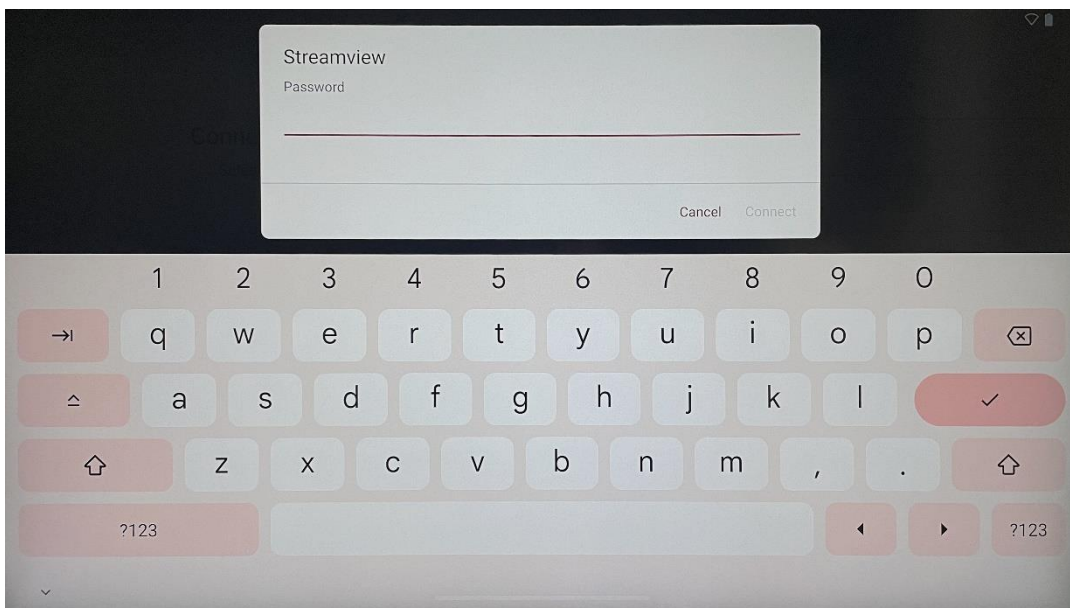 Streamview
Password
Cancel Connect
1 2 3 4 5 6 7 8 9 0
q w e r t y u i o p
a s d f g h j k l
z x c v b n m , .
?123 ?123